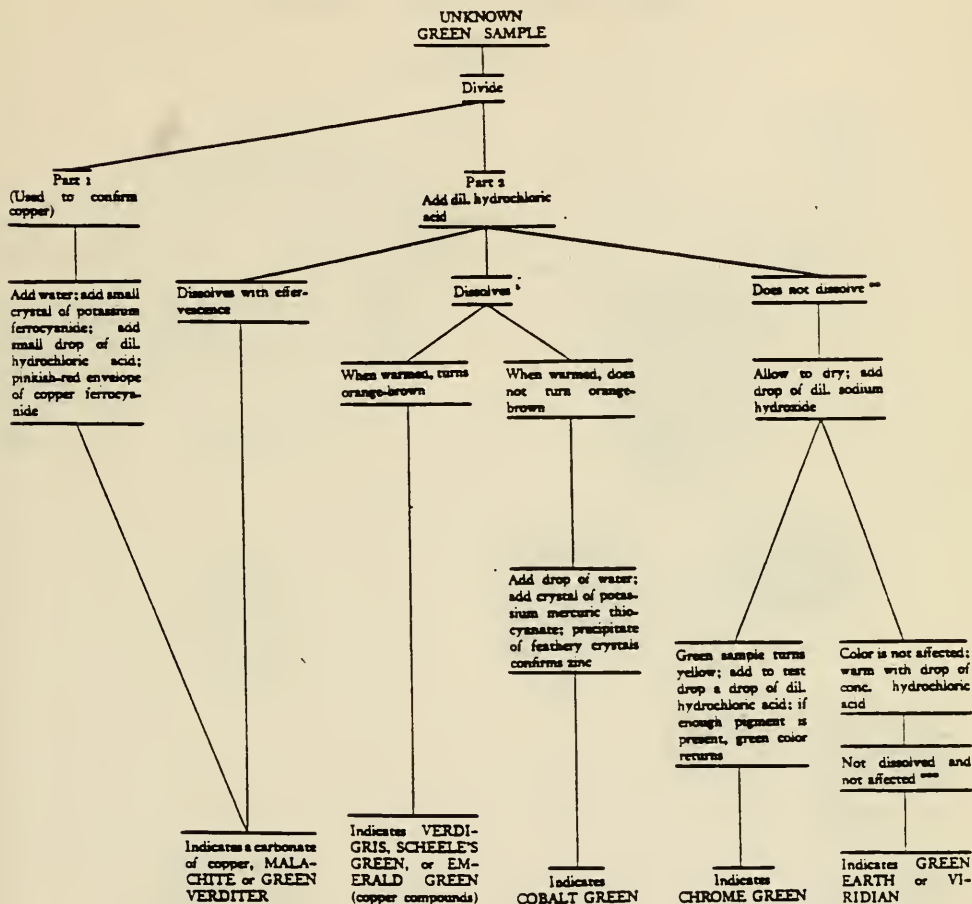 UNKNOWN
GREEN SAMPLE
Divide
Part 1
(Used to confirm
copper)
Part 2
Add dil. hydrochloric
acid
Add water; add small
crystal of potassium
ferrocyanide; add
small drop of dil.
hydrochloric acid;
pinkish-red envelope
of copper ferrocya-
nide
Dissolves with effer-
vescence
Dissolves *
Does not dissolve **
When warmed, turns
orange-brown
When warmed, does
not turn orange-
brown
Allow to dry; add
drop of dil. sodium
hydroxide
Add drop of water;
add crystal of potas-
sium mercuric thio-
cyanate; precipitate
of feathery crystals
confirms zinc
Green sample turns
yellow; add to test
drop a drop of dil.
hydrochloric acid; if
enough pigment is
present, green color
returns
Color is not affected;
warm with drop of
conc. hydrochloric
acid
Not dissolved and
not affected ***
Indicates a carbonate
of copper, MALA-
CHITE or GREEN
VERDITER
Indicates VERDI-
GRIS, SCHEELE'S
GREEN, or EM-
ERALD GREEN
(copper compounds)
Indicates
COBALT GREEN
Indicates
CHROME GREEN
Indicates GREEN
EARTH or VI-
RIDIAN